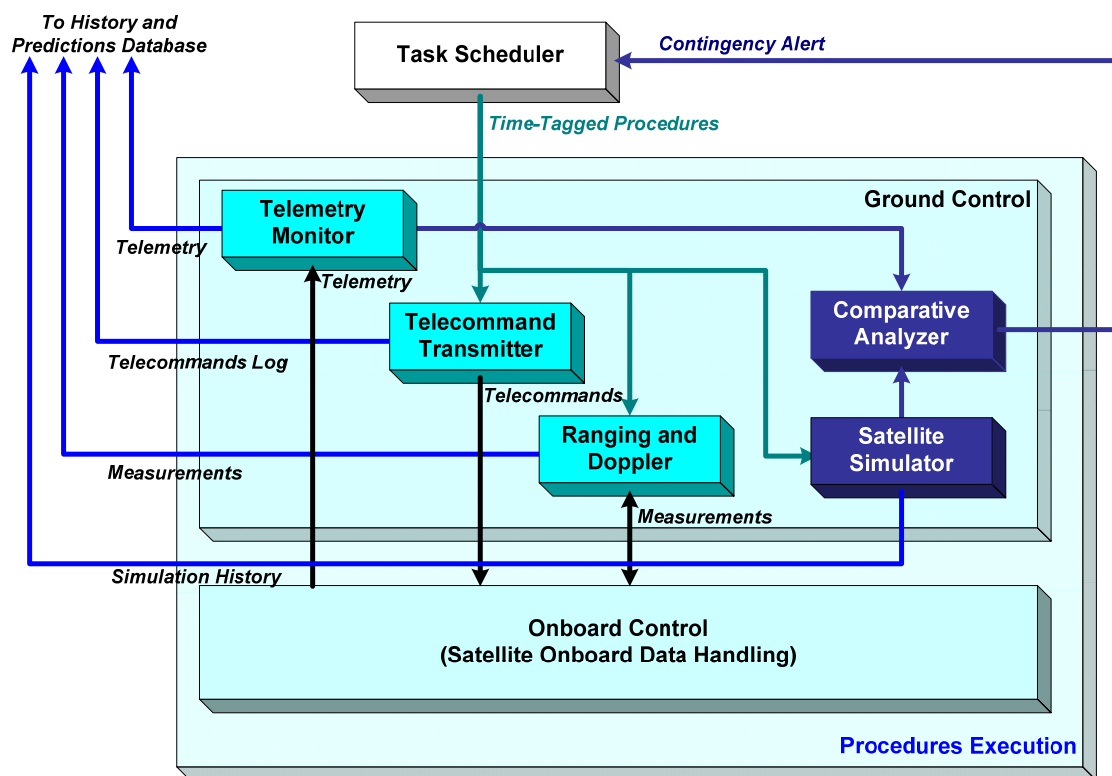 To History and
Predictions Database
Task Scheduler
Contingency Alert
Time-Tagged Procedures
Ground Control
Telemetry
Monitor
Telemetry
Telemetry
Telecommand
Transmitter
Comparative
Analyzer
Telecommands Log
Telecommands
Ranging and
Doppler
Satellite
Simulator
Measurements
Measurements
Simulation History
Onboard Control
(Satellite Onboard Data Handling)
Procedures Execution